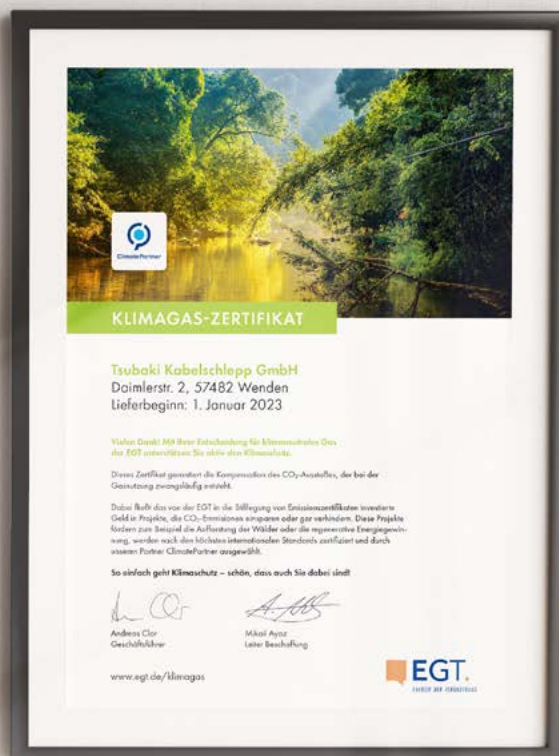 ClimatePartner
KLIMAGAS-ZERTIFIKAT
Tsubaki Kabelschlepp GmbH
Daimlerstr. 2, 57482 Wenden
Lieferbeginn: 1. Januar 2023
Vielen Dank! Mit Ihrer Entscheidung für klimaneutrales Gas
der EGT unterstützen Sie aktiv den Klimaschutz.
Dieses Zertifikat garantiert die Kompensation des CO₂-Ausstoßes, der bei der
Gasnutzung zwangsläufig entsteht.
Dabei fließt das von der EGT in die Stilllegung von Emissionszertifikaten investierte
Geld in Projekte, die CO₂-Emmisionen einsparen oder gar verhindern. Diese Projekte
fördern zum Beispiel die Aufforstung der Wälder oder die regenerative Energiegewin-
nung, werden nach den höchsten internationalen Standards zertifiziert und durch
unseren Partner ClimatePartner ausgewählt.
So einfach geht Klimaschutz – schön, dass auch Sie dabei sind!
Andreas Clor
Geschäftsführer
Mikail Ayaz
Leiter Beschaffung
www.egt.de/klimagas
EGT.